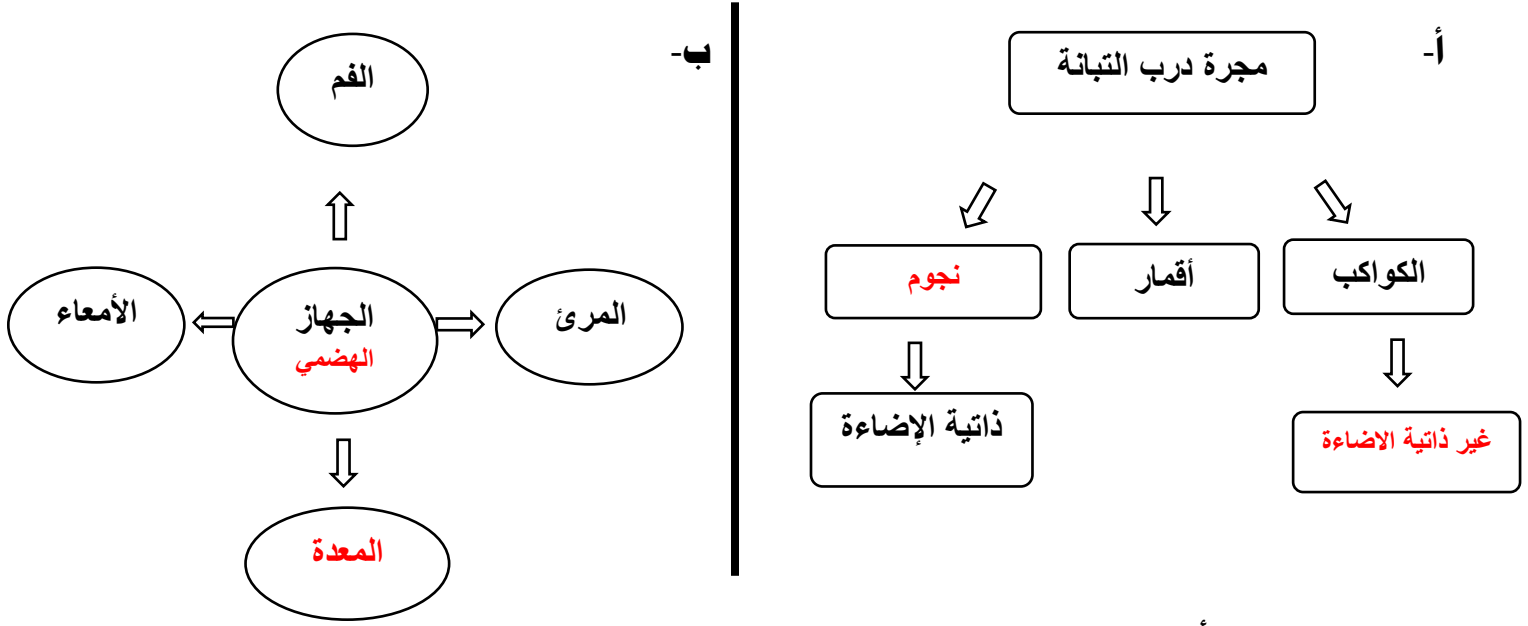 أ-
مجرة درب التبانة
الكواكب
أقمار
نجوم
غير ذاتية الاضاءة
ذاتية الإضاءة
ب-
الفم
المرئ
الجهاز
الهضمي
الأمعاء
المعدة